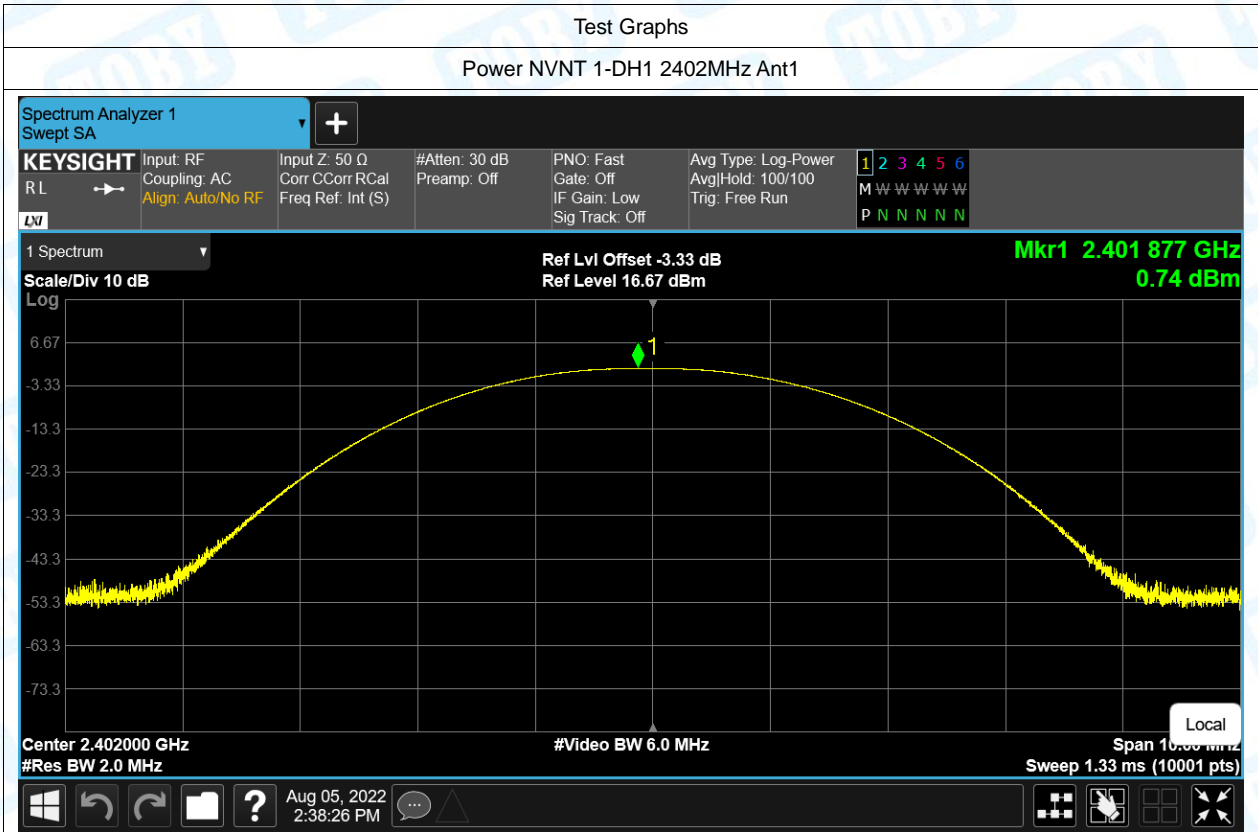 Test Graphs
Power NVNT 1-DH1 2402MHz Ant1
Spectrum Analyzer 1
Swept SA
KEYSIGHT
R L
LXI
Input: RF
Coupling: AC
Align: Auto/No RF
Input Z: 50 Ω
Corr CCorr RCal
Freq Ref: Int (S)
#Atten: 30 dB
Preamp: Off
PNO: Fast
Gate: Off
IF Gain: Low
Sig Track: Off
Avg Type: Log-Power
Avg|Hold: 100/100
Trig: Free Run
1 2 3 4 5 6
M W W W W W
P N N N N N
1 Spectrum
Scale/Div 10 dB
Log
Ref Lvl Offset -3.33 dB
Ref Level 16.67 dBm
Mkr1 2.401 877 GHz
0.74 dBm
1
6.67
-3.33
-13.3
-23.3
-33.3
-43.3
-53.3
-63.3
-73.3
Local
Center 2.402000 GHz
#Video BW 6.0 MHz
Span 10.00 MHz
#Res BW 2.0 MHz
Sweep 1.33 ms (10001 pts)
?
Aug 05, 2022
2:38:26 PM
TOBY